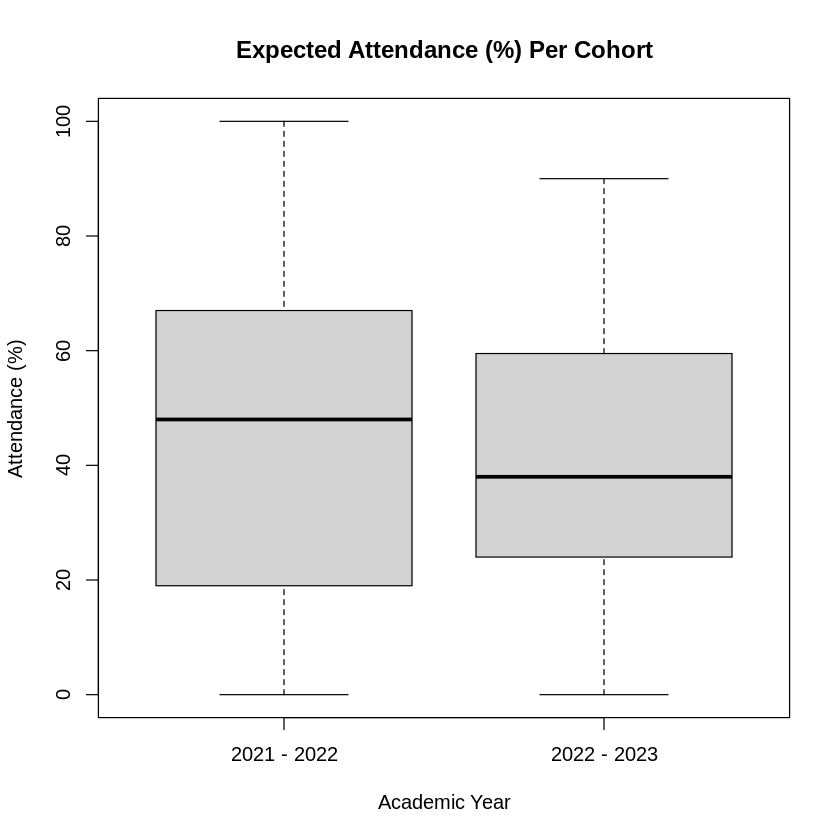 Expected Attendance (%) Per Cohort
Attendance (%)
100
80
60
40
20
0
2021 - 2022
2022 - 2023
Academic Year